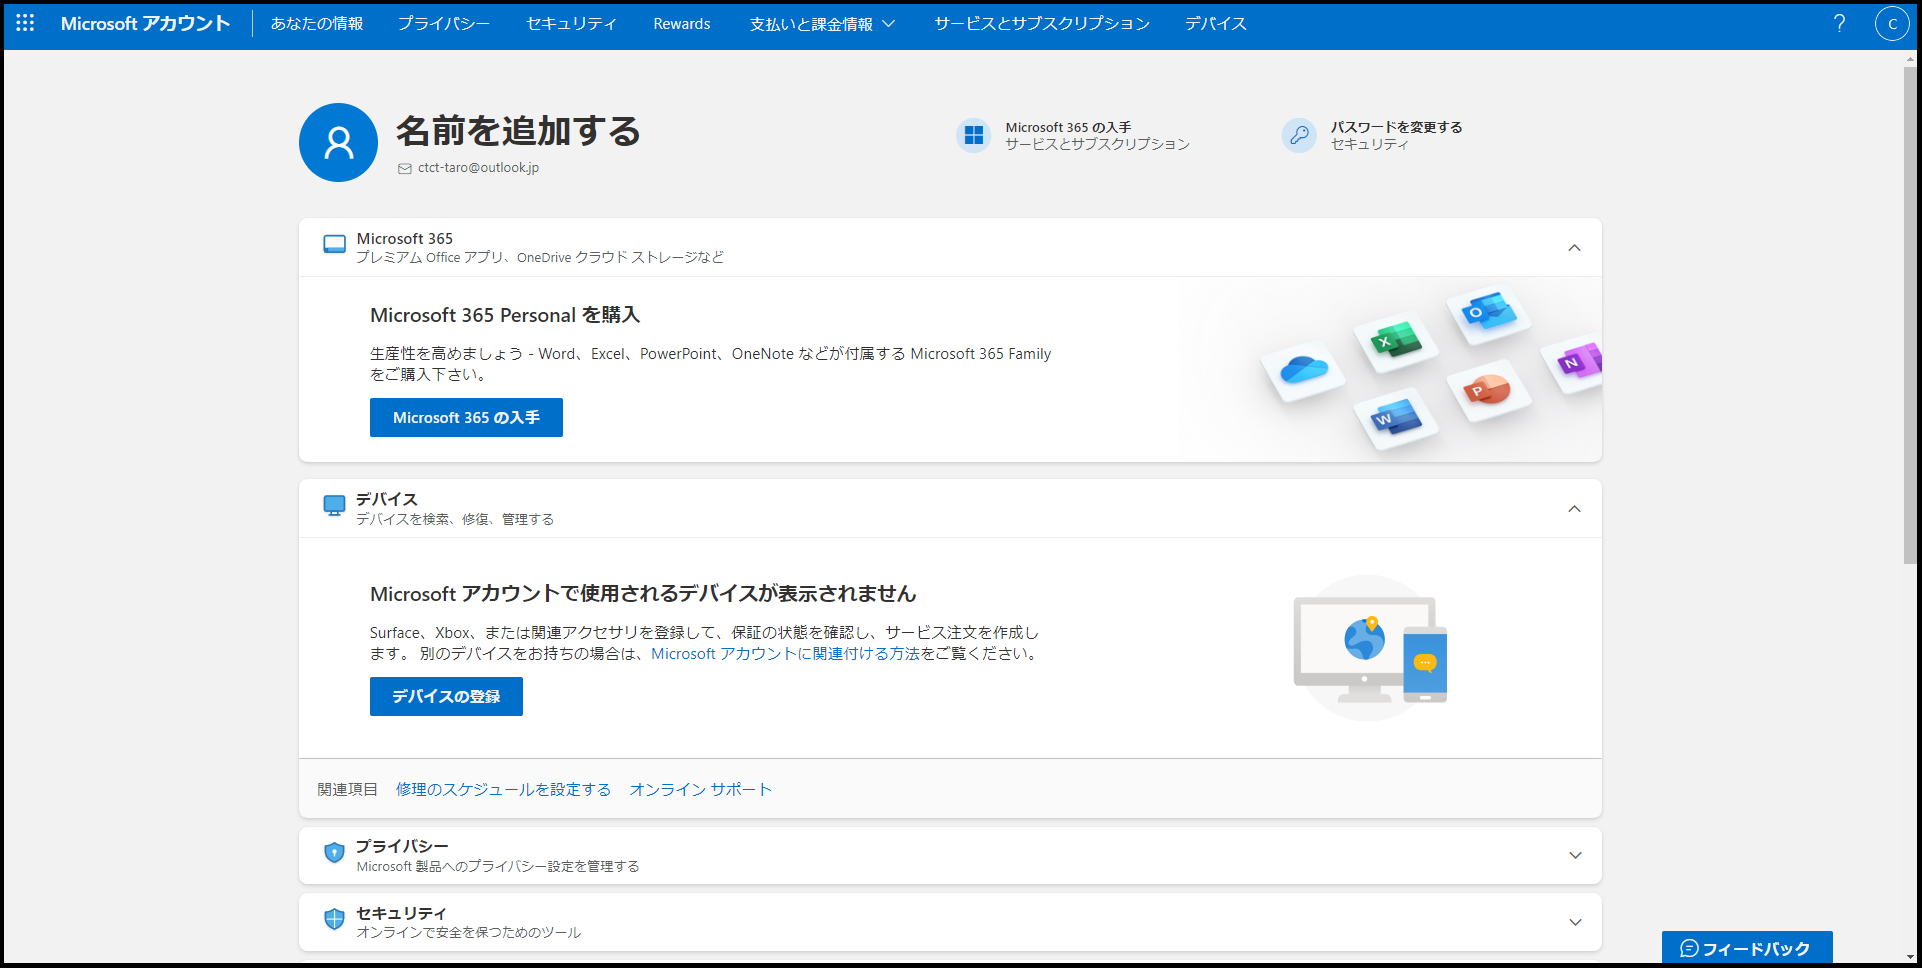 Microsoft アカウント
あなたの情報
プライバシー
セキュリティ
Rewards
支払いと課金情報
サービスとサブスクリプション
デバイス
?
C
名前を追加する
ctct-taro@outlook.jp
Microsoft 365 の入手
サービスとサブスクリプション
パスワードを変更する
セキュリティ
Microsoft 365
プレミアム Office アプリ、OneDrive クラウド ストレージなど
Microsoft 365 Personal を購入
生産性を高めましょう - Word、Excel、PowerPoint、OneNote などが付属する Microsoft 365 Family
をご購入下さい。
Microsoft 365 の入手
O
X
N
P
W
デバイス
デバイスを検索、修復、管理する
Microsoft アカウントで使用されるデバイスが表示されません
Surface、Xbox、または関連アクセサリを登録して、保証の状態を確認し、サービス注文を作成し
ます。 別のデバイスをお持ちの場合は、Microsoft アカウントに関連付ける方法をご覧ください。
デバイスの登録
関連項目 修理のスケジュールを設定する オンライン サポート
プライバシー
Microsoft 製品へのプライバシー設定を管理する
セキュリティ
オンラインで安全を保つためのツール
フィードバック